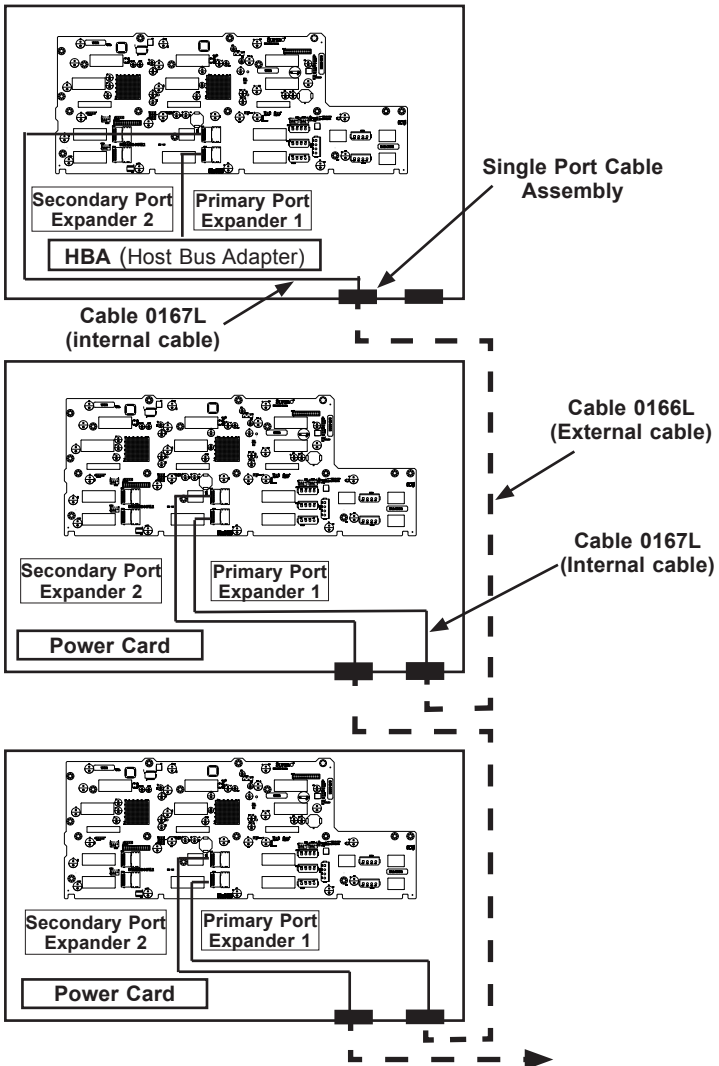 Single Port Cable
Assembly
Secondary Port
Expander 2
Primary Port
Expander 1
HBA (Host Bus Adapter)
Cable 0167L
(internal cable)
Cable 0166L
(External cable)
Cable 0167L
(Internal cable)
Secondary Port
Expander 2
Primary Port
Expander 1
Power Card
Secondary Port
Expander 2
Primary Port
Expander 1
Power Card